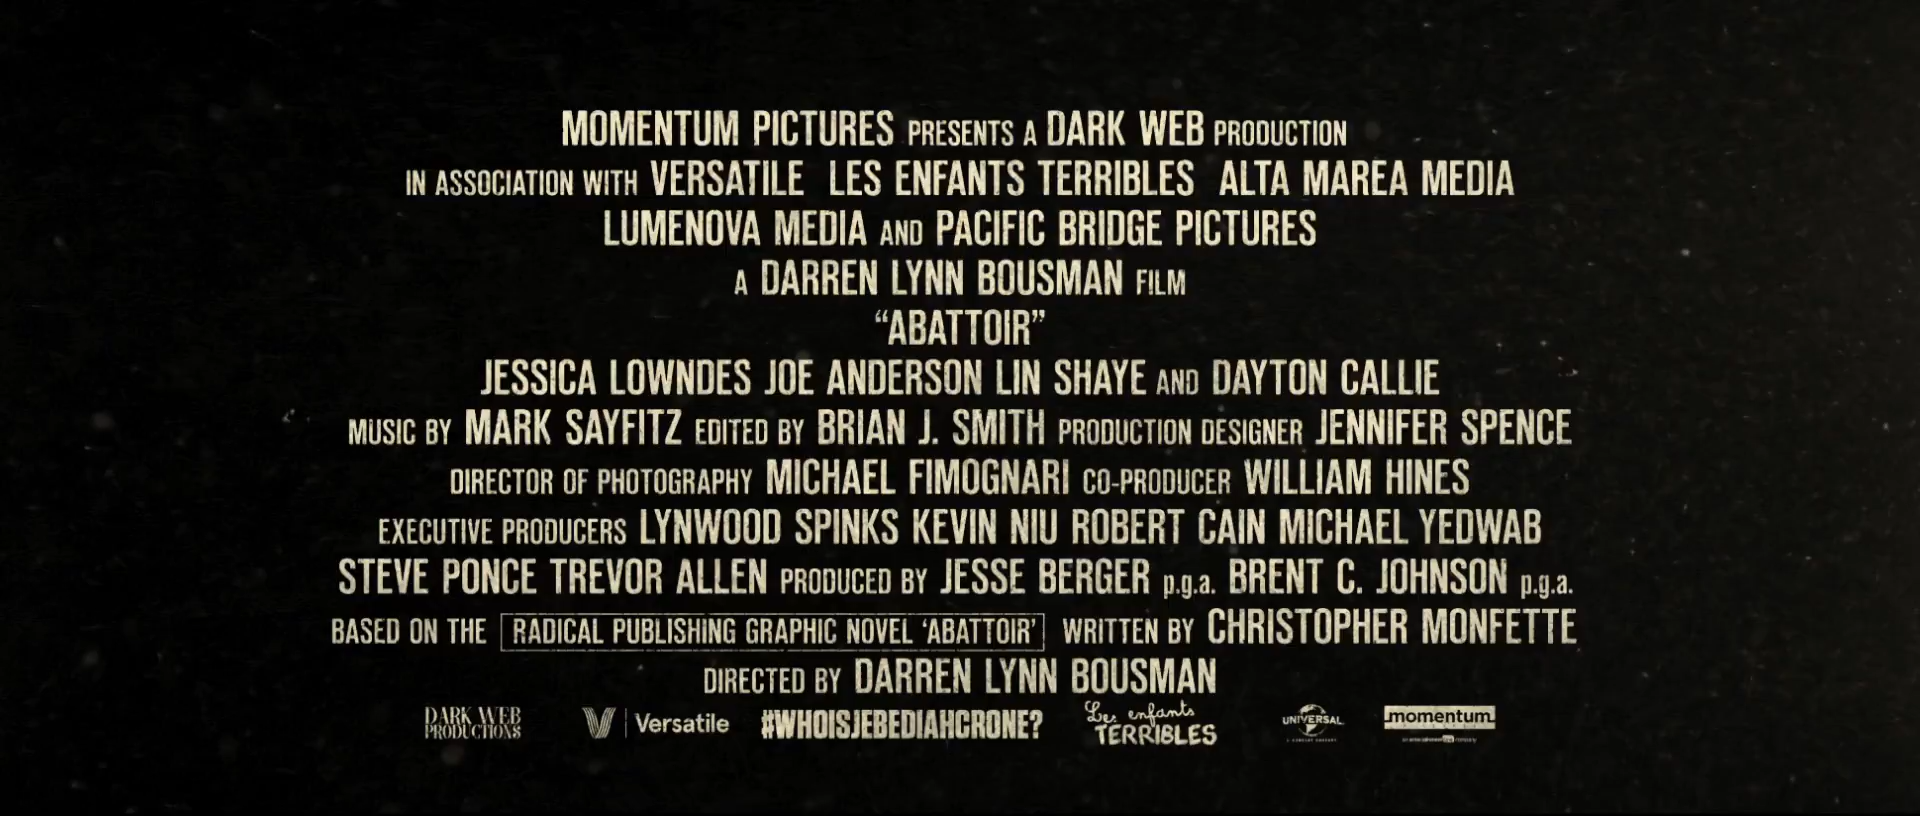 MOMENTUM PICTURES PRESENTS A DARK WEB PRODUCTION
IN ASSOCIATION WITH VERSATILE LES ENFANTS TERRIBLES ALTA MAREA MEDIA
LUMENOVA MEDIA AND PACIFIC BRIDGE PICTURES
A DARREN LYNN BOUSMAN FILM
“ABATTOIR”
JESSICA LOWNDES JOE ANDERSON LIN SHAYE AND DAYTON CALLIE
MUSIC BY MARK SAYFITZ EDITED BY BRIAN J. SMITH PRODUCTION DESIGNER JENNIFER SPENCE
DIRECTOR OF PHOTOGRAPHY MICHAEL FIMOGNARI CO-PRODUCER WILLIAM HINES
EXECUTIVE PRODUCERS LYNWOOD SPINKS KEVIN NIU ROBERT CAIN MICHAEL YEDWAB
STEVE PONCE TREVOR ALLEN PRODUCED BY JESSE BERGER p.g.a. BRENT C. JOHNSON p.g.a.
BASED ON THE RADICAL PUBLISHING GRAPHIC NOVEL ‘ABATTOIR’ WRITTEN BY CHRISTOPHER MONFETTE
DIRECTED BY DARREN LYNN BOUSMAN
DARK WEB
PRODUCTIONS
Versatile
#WHOISJEBEDIAHCRONE?
Les enfants
TERRIBLES
UNIVERSAL
momentum